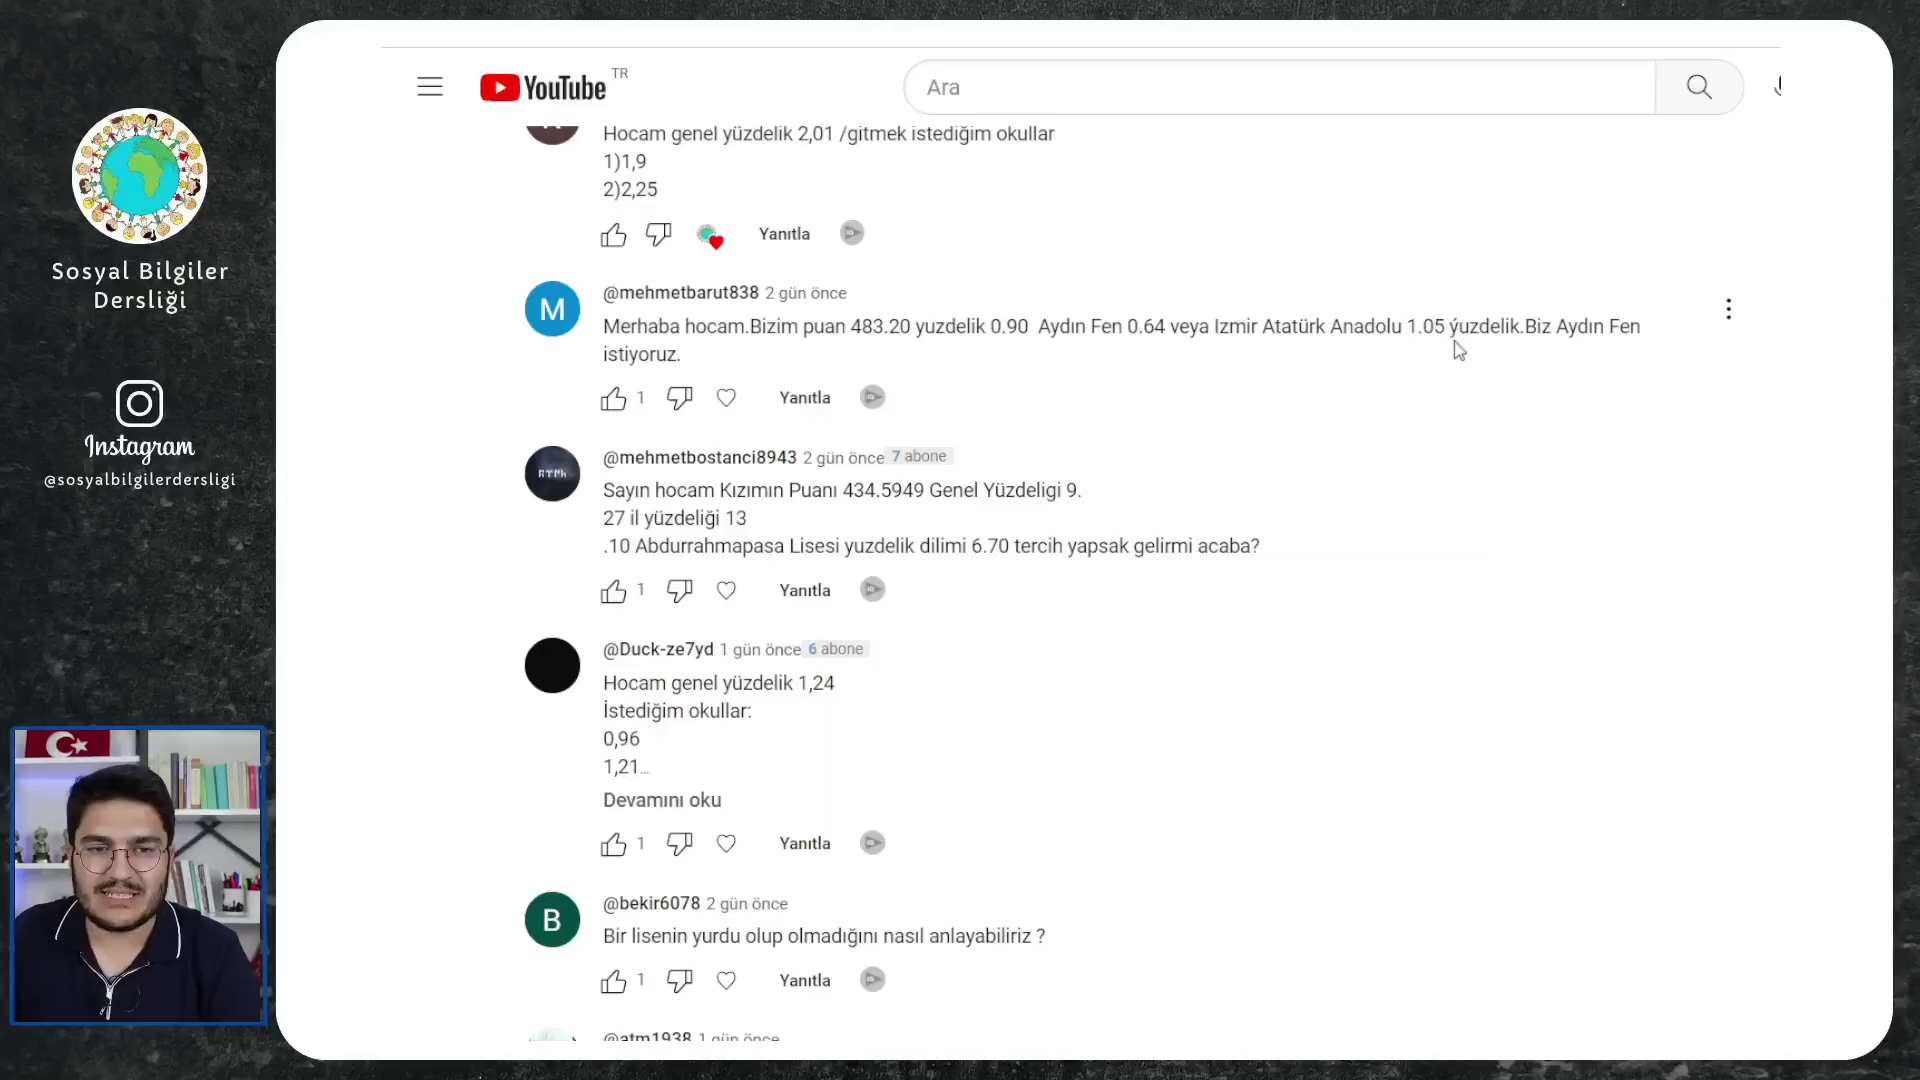 Sosyal Bilgiler
Dersliği
Instagram
@sosyalbilgilerdersligi
YouTube TR
Ara
Hocam genel yüzdelik 2,01 /gitmek istediğim okullar
1)1,9
2)2,25
Yanıtla
M
@mehmetbarut838 2 gün önce
Merhaba hocam.Bizim puan 483.20 yuzdelik 0.90 Aydın Fen 0.64 veya Izmir Atatürk Anadolu 1.05 ýuzdelik.Biz Aydın Fen
istiyoruz.
1 Yanıtla
@mehmetbostanci8943 2 gün önce 7 abone
Sayın hocam Kızımın Puanı 434.5949 Genel Yüzdeligi 9.
27 il yüzdeliği 13
.10 Abdurrahmapasa Lisesi yuzdelik dilimi 6.70 tercih yapsak gelirmi acaba?
1 Yanıtla
@Duck-ze7yd 1 gün önce 6 abone
Hocam genel yüzdelik 1,24
İstediğim okullar:
0,96
1,21...
Devamını oku
1 Yanıtla
B
@bekir6078 2 gün önce
Bir lisenin yurdu olup olmadığını nasıl anlayabiliriz ?
1 Yanıtla
@atm1938 1 gün önce